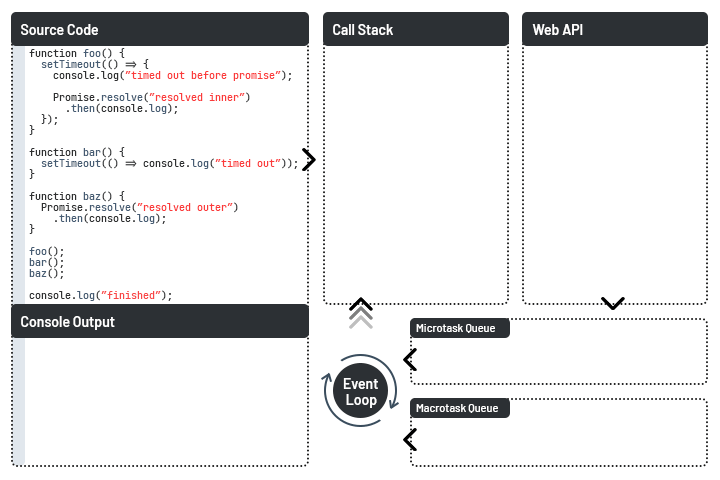 Source Code
function foo() {
  setTimeout(() => {
    console.log("timed out before promise");

    Promise.resolve("resolved inner")
      .then(console.log);
  });
}

function bar() {
  setTimeout(() => console.log("timed out"));
}

function baz() {
  Promise.resolve("resolved outer")
    .then(console.log);
}

foo();
bar();
baz();

console.log("finished");
Console Output
Call Stack
Web API
Event
Loop
Microtask Queue
Macrotask Queue